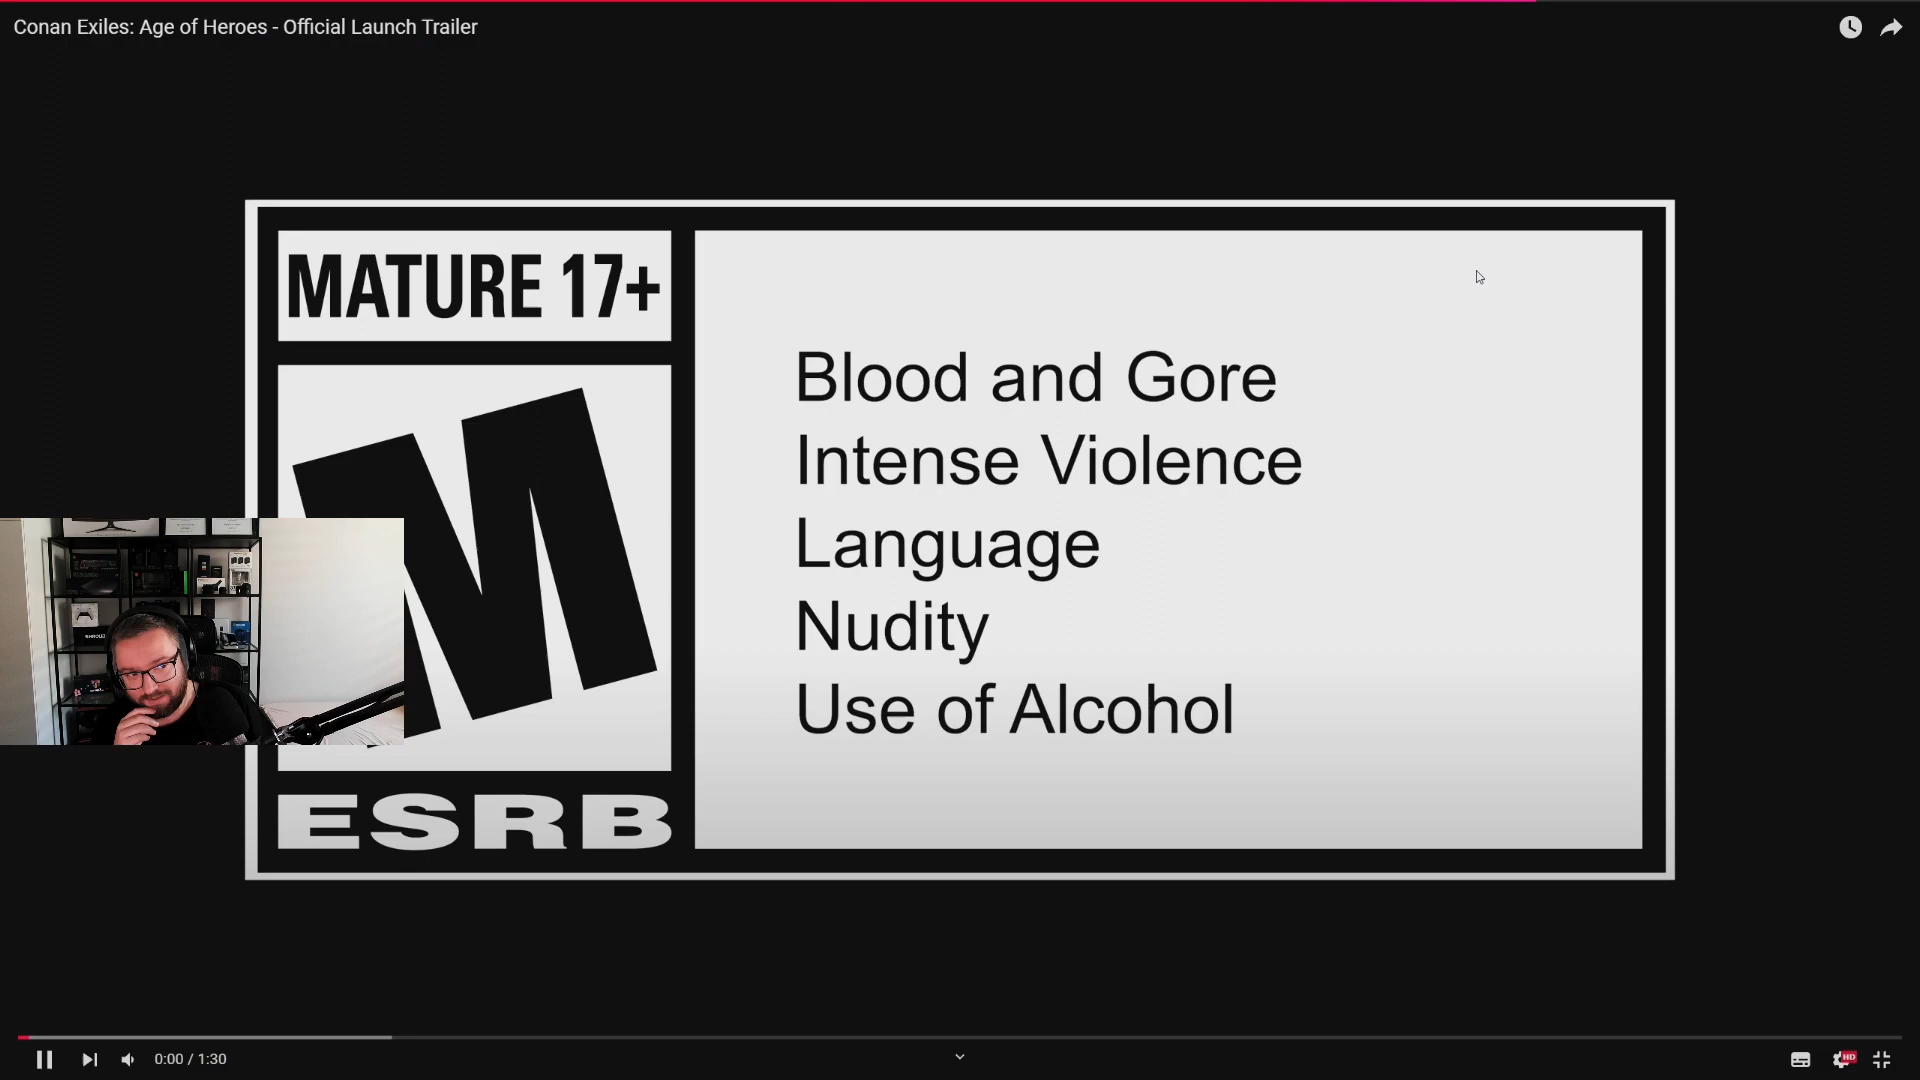 Conan Exiles: Age of Heroes - Official Launch Trailer
MATURE 17+
Blood and Gore
Intense Violence
Language
Nudity
Use of Alcohol
M
ESRB
0:00 / 1:30
HD